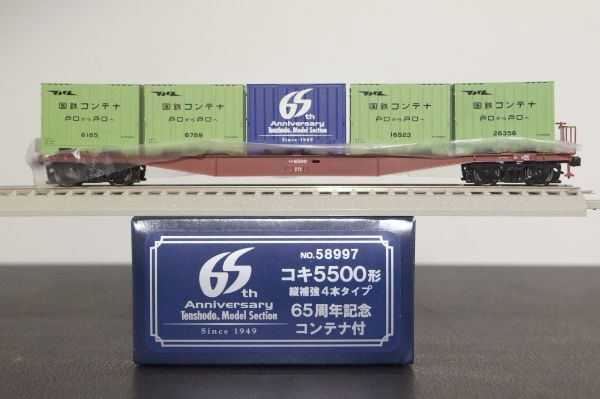 JNR
国鉄コンテナ
戸口から戸口へ
6165
JNR
国鉄コンテナ
戸口から戸口へ
6769
65th
Anniversary
Tenshodo, Model Section
Since 1949
JNR
国鉄コンテナ
戸口から戸口へ
16523
JNR
国鉄コンテナ
戸口から戸口へ
26356
65th
Anniversary
Tenshodo, Model Section
Since 1949
NO.58997
コキ5500形
縦補強4本タイプ
65周年記念
コンテナ付